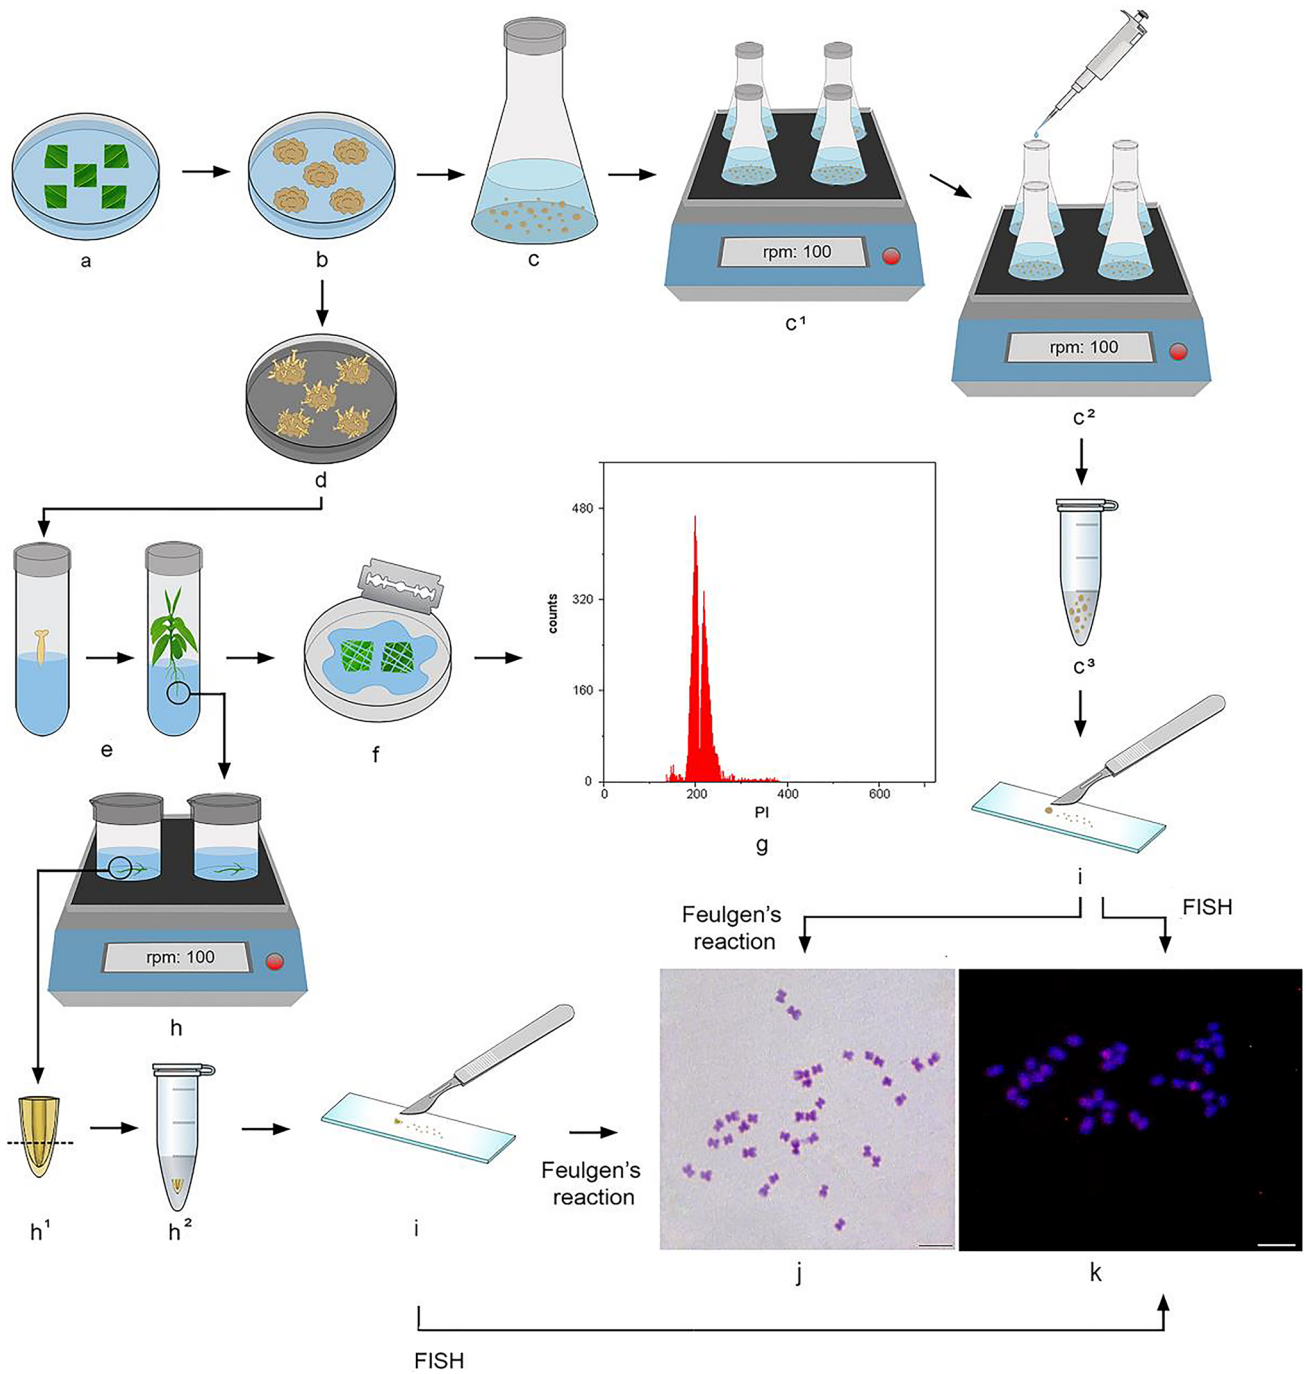 a
b
c
rpm: 100
c¹
rpm: 100
c²
d
c³
e
f
480
320
160
0
counts
0
200
400
600
PI
g
i
Feulgen's
reaction
FISH
rpm: 100
h
h¹
h²
i
Feulgen's
reaction
j
k
FISH